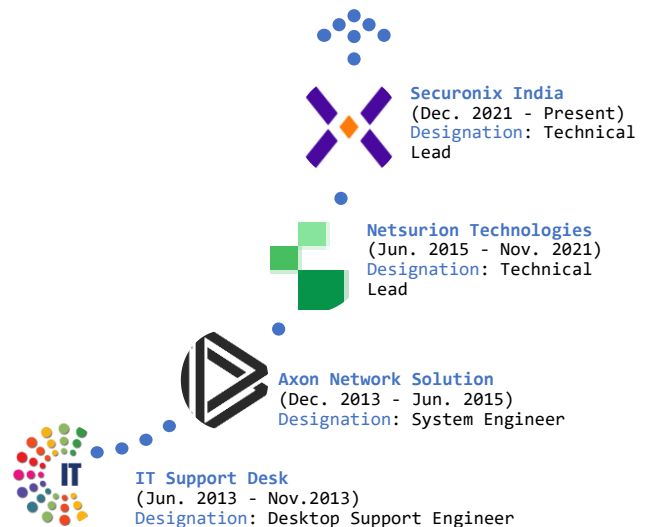 Securonix India
(Dec. 2021 - Present)
Designation: Technical
Lead
Netsurion Technologies
(Jun. 2015 - Nov. 2021)
Designation: Technical
Lead
Axon Network Solution
(Dec. 2013 - Jun. 2015)
Designation: System Engineer
IT
IT Support Desk
(Jun. 2013 - Nov.2013)
Designation: Desktop Support Engineer